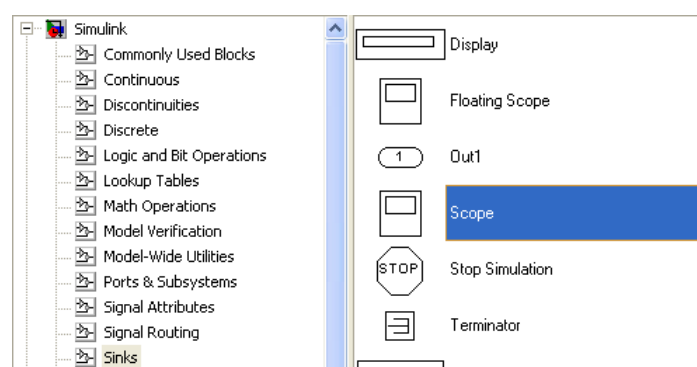 Simulink
Commonly Used Blocks
Continuous
Discontinuities
Discrete
Logic and Bit Operations
Lookup Tables
Math Operations
Model Verification
Model-Wide Utilities
Ports & Subsystems
Signal Attributes
Signal Routing
Sinks
Display
Floating Scope
1 Out1
Scope
STOP Stop Simulation
Terminator